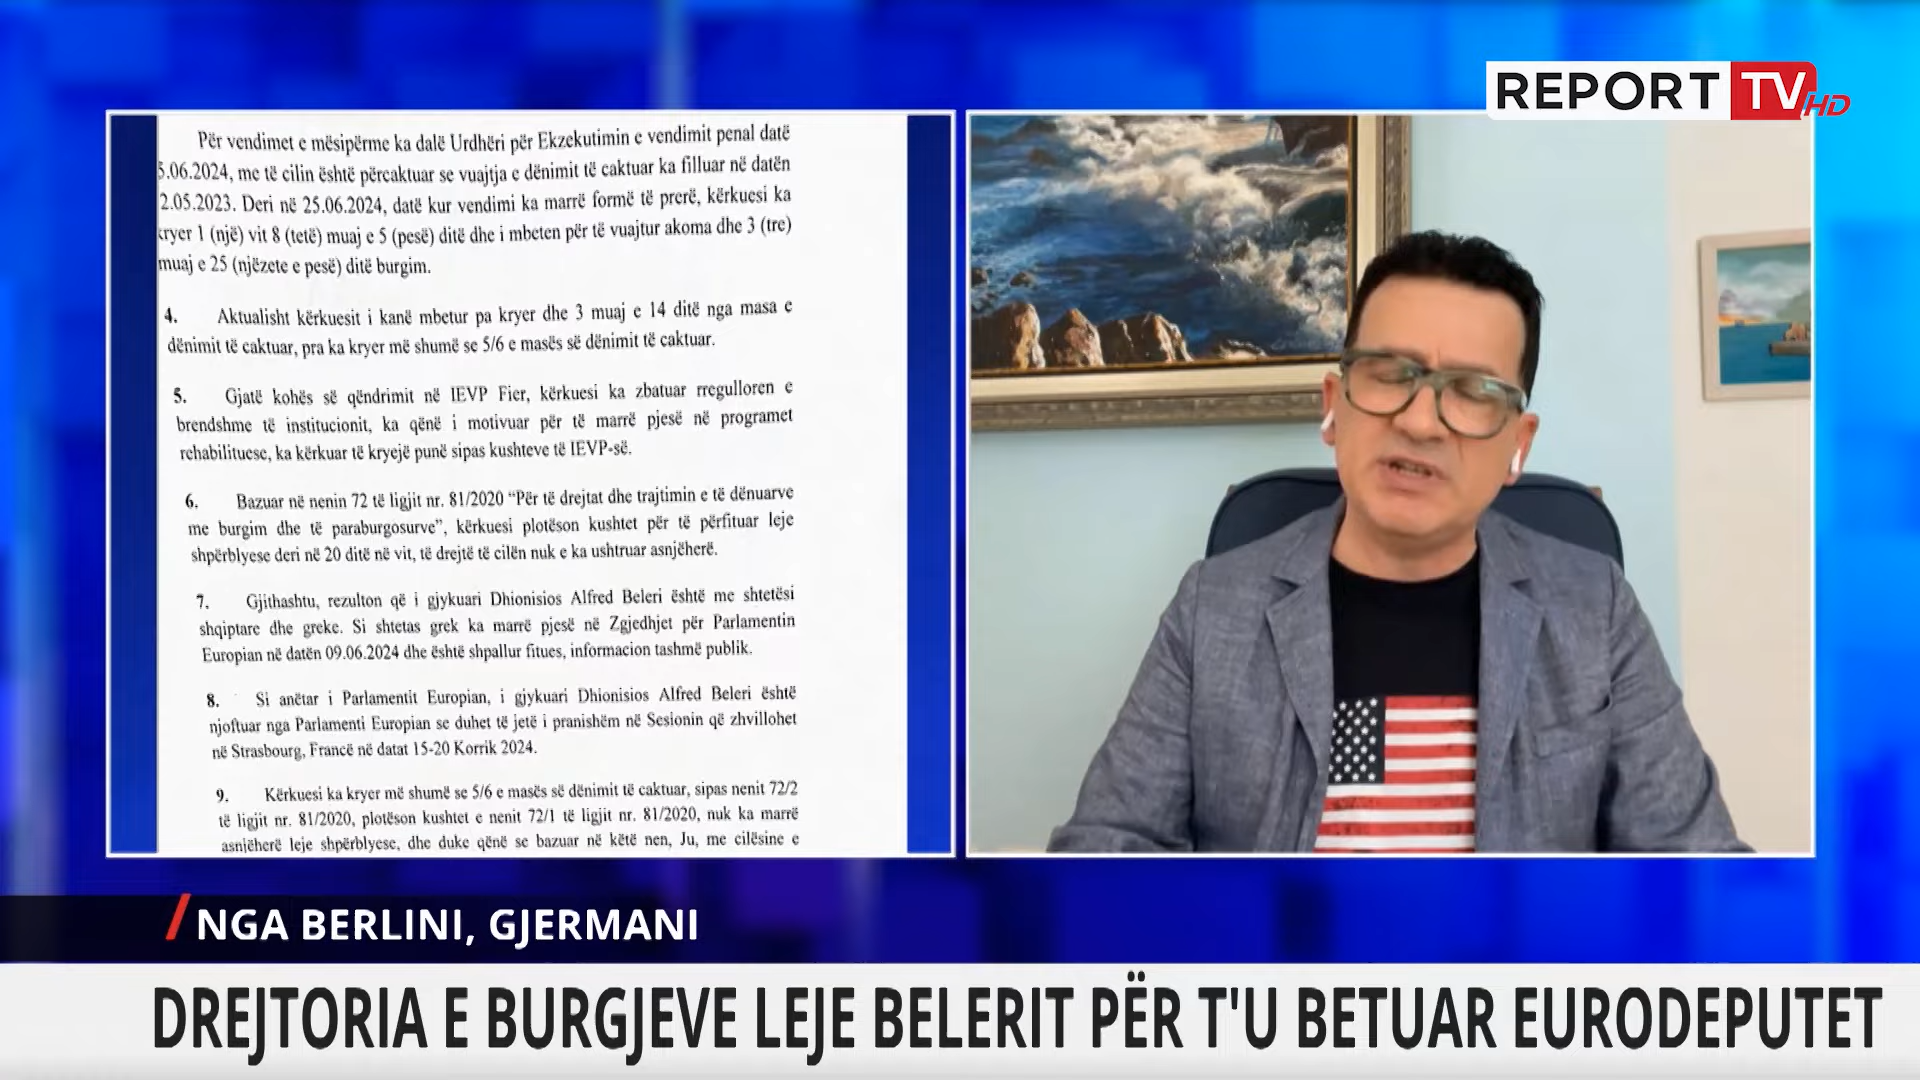 REPORT TV HD
Për vendimet e mësipërme ka dalë Urdhëri për Ekzekutimin e vendimit penal datë
5.06.2024, me të cilin është përcaktuar se vuajtja e dënimit të caktuar ka filluar në datën
2.05.2023. Deri në 25.06.2024, datë kur vendimi ka marrë formë të prerë, kërkuesi ka
kryer 1 (një) vit 8 (tetë) muaj e 5 (pesë) ditë dhe i mbeten për të vuajtur akoma dhe 3 (tre)
muaj e 25 (njëzete e pesë) ditë burgim.
4. Aktualisht kërkuesit i kanë mbetur pa kryer dhe 3 muaj e 14 ditë nga masa e
dënimit të caktuar, pra ka kryer më shumë se 5/6 e masës së dënimit të caktuar.
5. Gjatë kohës së qëndrimit në IEVP Fier, kërkuesi ka zbatuar rregulloren e
brendshme të institucionit, ka qënë i motivuar për të marrë pjesë në programet
rehabilituese, ka kërkuar të kryejë punë sipas kushteve të IEVP-së.
6. Bazuar në nenin 72 të ligjit nr. 81/2020 “Për të drejtat dhe trajtimin e të dënuarve
me burgim dhe të paraburgosurve”, kërkuesi plotëson kushtet për të përfituar leje
shpërblyese deri në 20 ditë në vit, të drejtë të cilën nuk e ka ushtruar asnjëherë.
7. Gjithashtu, rezulton që i gjykuari Dhionisios Alfred Beleri është me shtetësi
shqiptare dhe greke. Si shtetas grek ka marrë pjesë në Zgjedhjet për Parlamentin
Europian në datën 09.06.2024 dhe është shpallur fitues, informacion tashmë publik.
8. Si anëtar i Parlamentit Europian, i gjykuari Dhionisios Alfred Beleri është
njoftuar nga Parlamenti Europian se duhet të jetë i pranishëm në Sesionin që zhvillohet
në Strasbourg, Francë në datat 15-20 Korrik 2024.
9. Kërkuesi ka kryer më shumë se 5/6 e masës së dënimit të caktuar, sipas nenit 72/2
të ligjit nr. 81/2020, plotëson kushtet e nenit 72/1 të ligjit nr. 81/2020, nuk ka marrë
asnjëherë leje shpërblyese, dhe duke qënë se bazuar në këtë nen, Ju, me cilësinë e
NGA BERLINI, GJERMANI
DREJTORIA E BURGJEVE LEJE BELERIT PËR T'U BETUAR EURODEPUTET